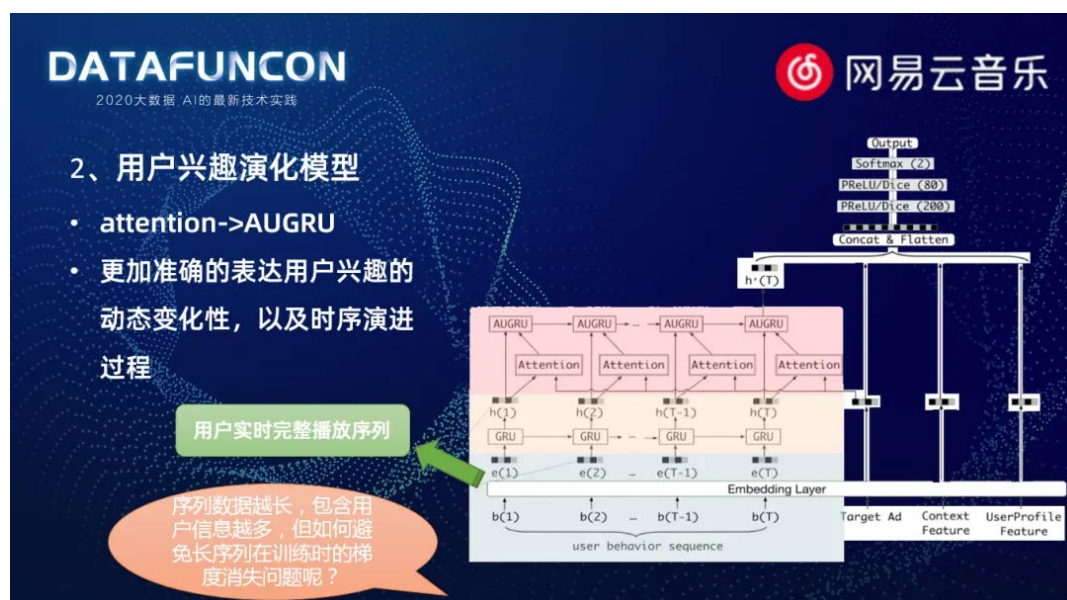 DATAFUNCON
2020大数据 AI的最新技术实践
网易云音乐
2、用户兴趣演化模型
• attention->AUGRU
• 更加准确的表达用户兴趣的
动态变化性，以及时序演进
过程
用户实时完整播放序列
序列数据越长，包含用
户信息越多，但如何避
免长序列在训练时的梯
度消失问题呢？
Output
Softmax (2)
PReLU/Dice (80)
PReLU/Dice (200)
Concat & Flatten
h'(T)
AUGRU AUGRU … AUGRU AUGRU
Attention Attention Attention Attention
h(1) h(2) h(T-1) h(T)
GRU GRU … GRU GRU
e(1) e(2) … e(T-1) e(T)
Embedding Layer
b(1) b(2) … b(T-1) b(T)
user behavior sequence
Target Ad Context UserProfile
Feature Feature